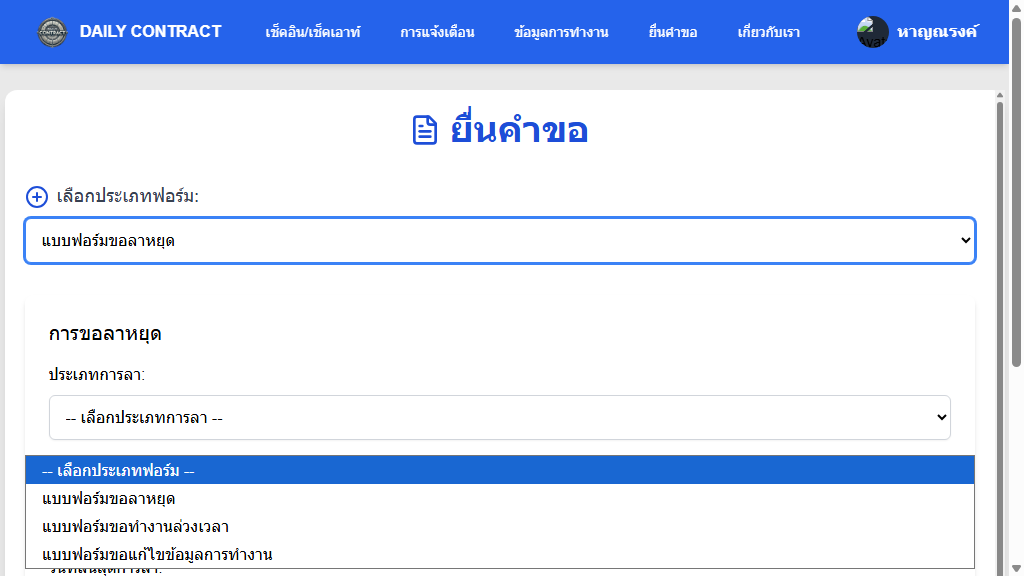 DAILY CONTRACT
เช็คอิน/เช็คเอาท์
การแจ้งเตือน
ข้อมูลการทำงาน
ยื่นคำขอ
เกี่ยวกับเรา
หาญณรงค์
ยื่นคำขอ
เลือกประเภทฟอร์ม:
แบบฟอร์มขอลาหยุด
การขอลาหยุด
ประเภทการลา:
-- เลือกประเภทการลา --
-- เลือกประเภทฟอร์ม --
แบบฟอร์มขอลาหยุด
แบบฟอร์มขอทำงานล่วงเวลา
แบบฟอร์มขอแก้ไขข้อมูลการทำงาน